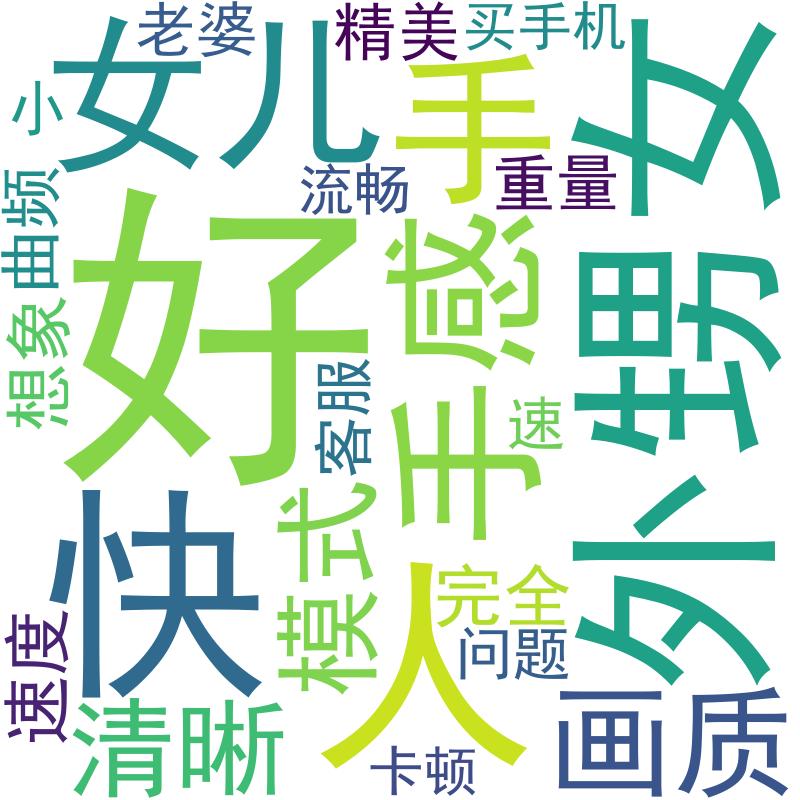 老婆
精美
买手机
女儿
手
外甥女
小
流畅
重量
曲频
好
手感
想象
客服
速
快
模式
人
完全
问题
速度
清晰
卡顿
画质